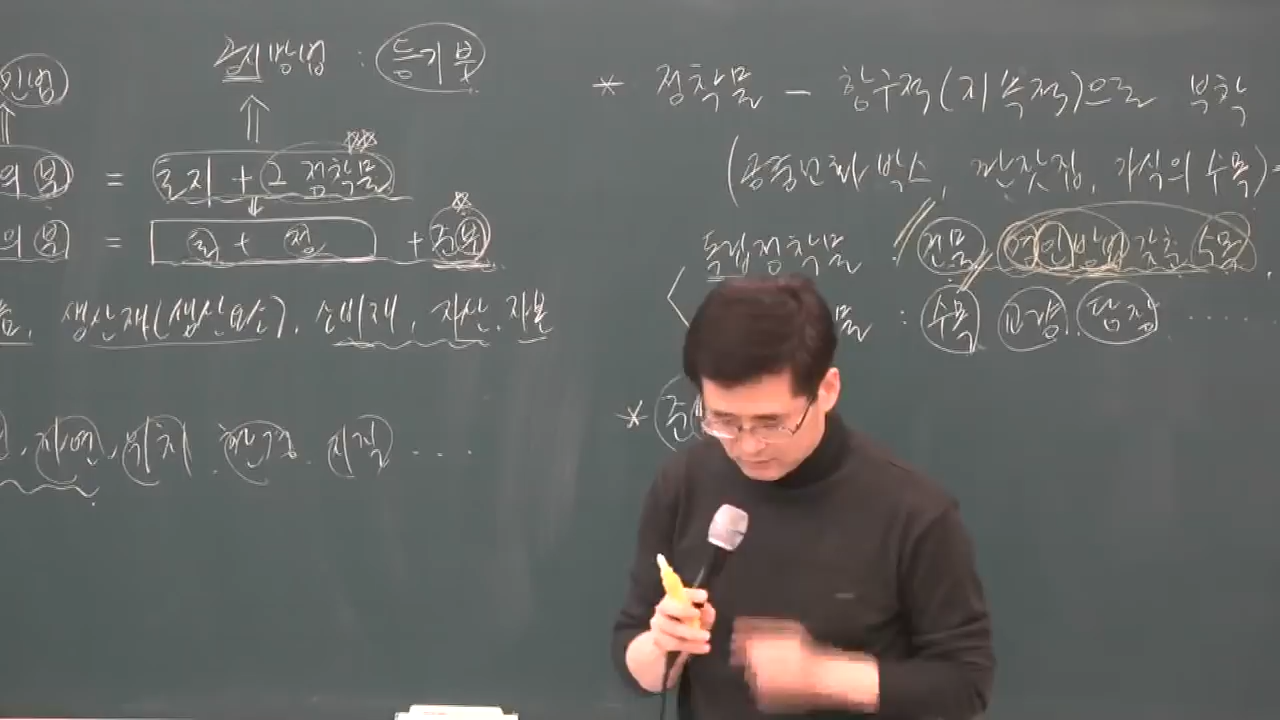 공시방법 : 등기부
민법
의 부 = 토지 + 그 정착물
의 부 = 토 + 정 + 준부
생산재(생산요소), 소비재, 자산, 자본
자연, 위치, 환경, 지질 ....
* 정착물 - 항구적(지속적)으로 부착
(공중전화박스, 판잣집, 가식의 수목)=
독립정착물 : 건물, 명인방법 갖춘 수목
물 : 수목, 교량, 담장 .....
* 준